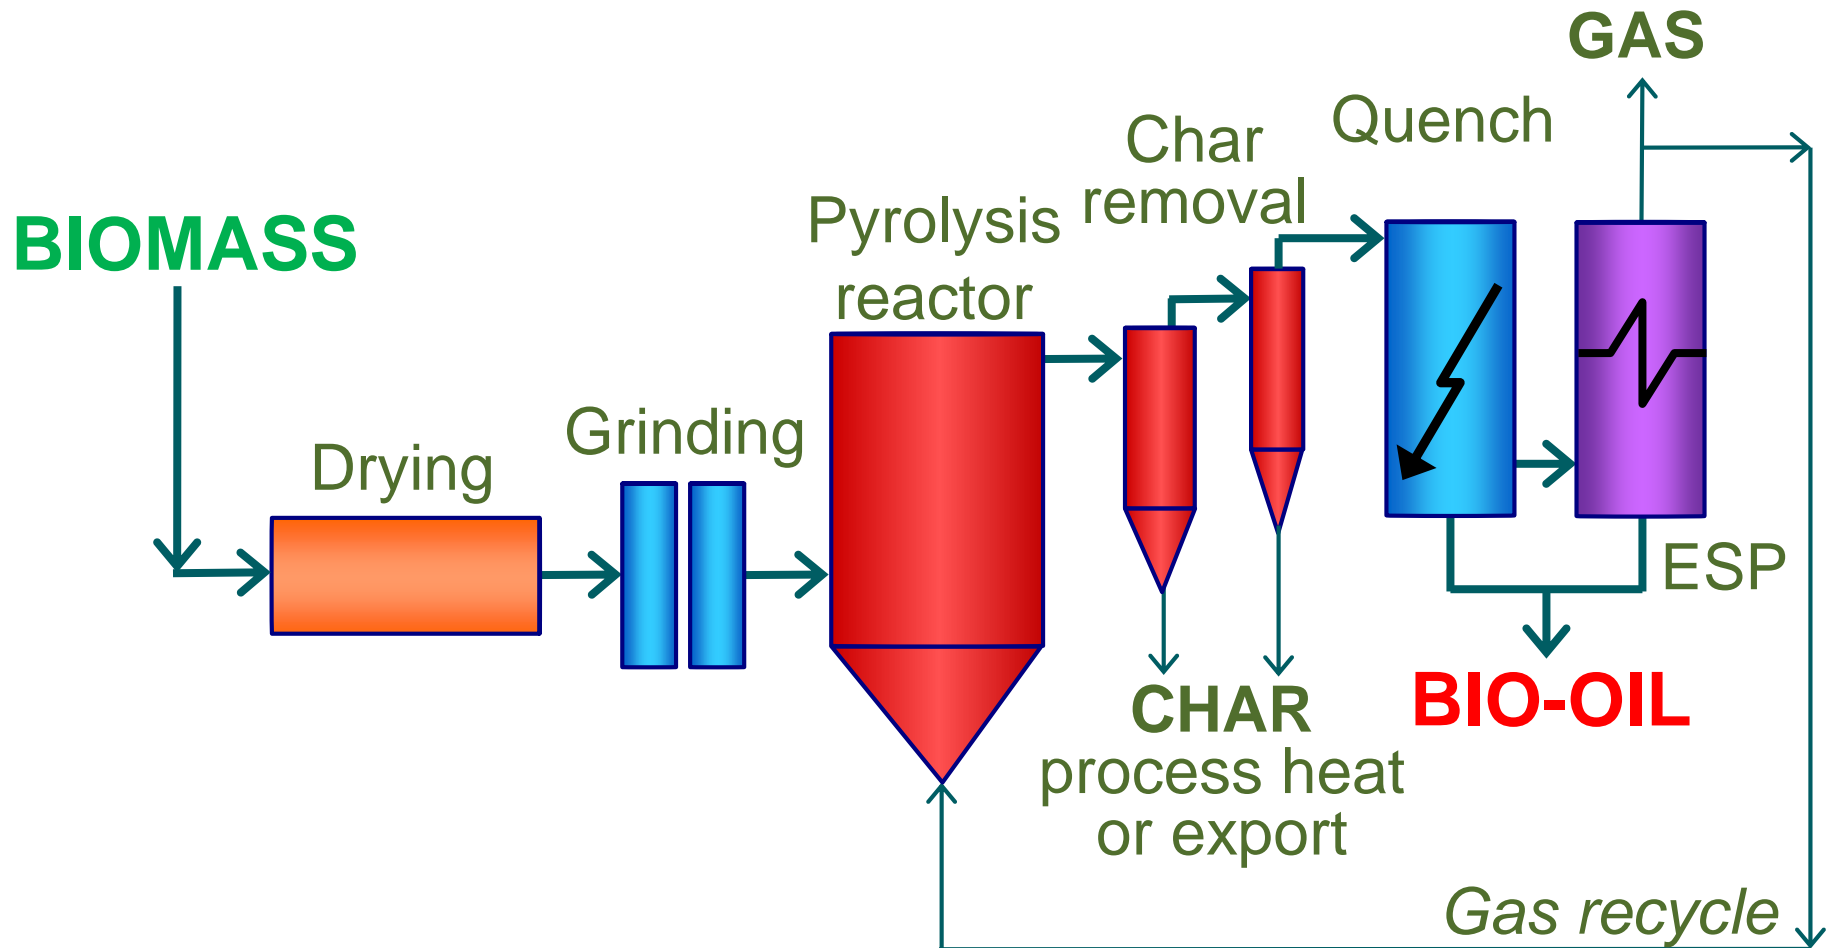 GAS
Quench
Char
removal
Pyrolysis
reactor
BIOMASS
Grinding
Drying
ESP
BIO-OIL
CHAR
process heat
or export
Gas recycle